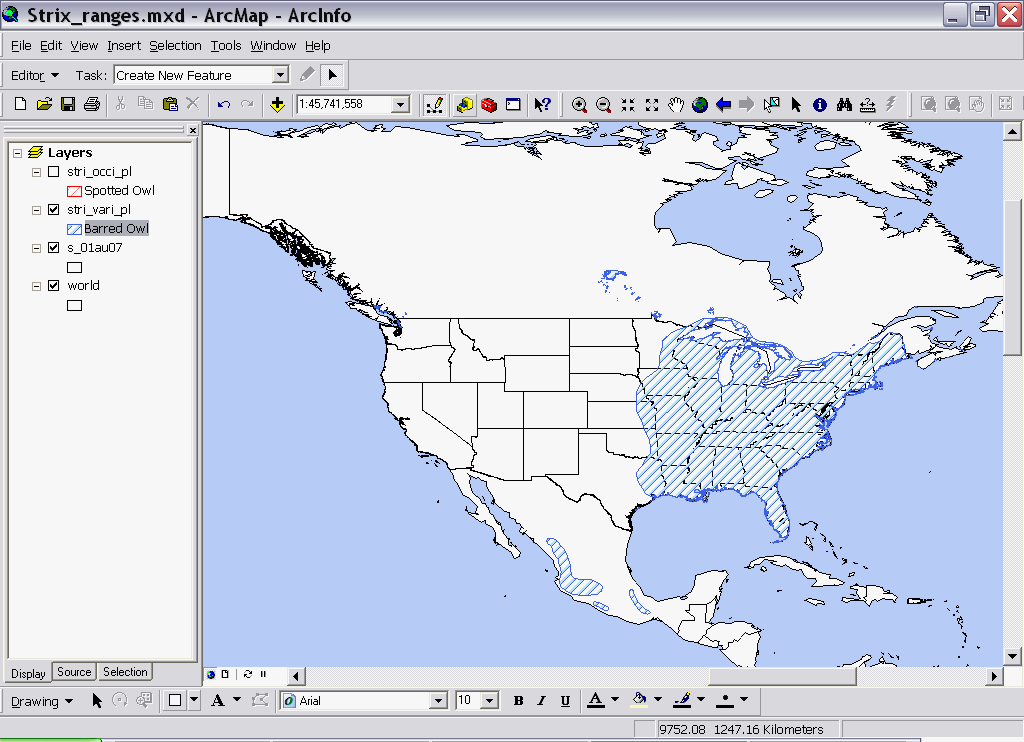 Strix_ranges.mxd - ArcMap - ArcInfo
File Edit View Insert Selection Tools Window Help
Editor Task: Create New Feature
1:45,741,558
Layers
stri_occi_pl
Spotted Owl
stri_vari_pl
Barred Owl
s_01au07
world
Display Source Selection
Drawing A Arial 10 B I U A
9752.08 1247.16 Kilometers